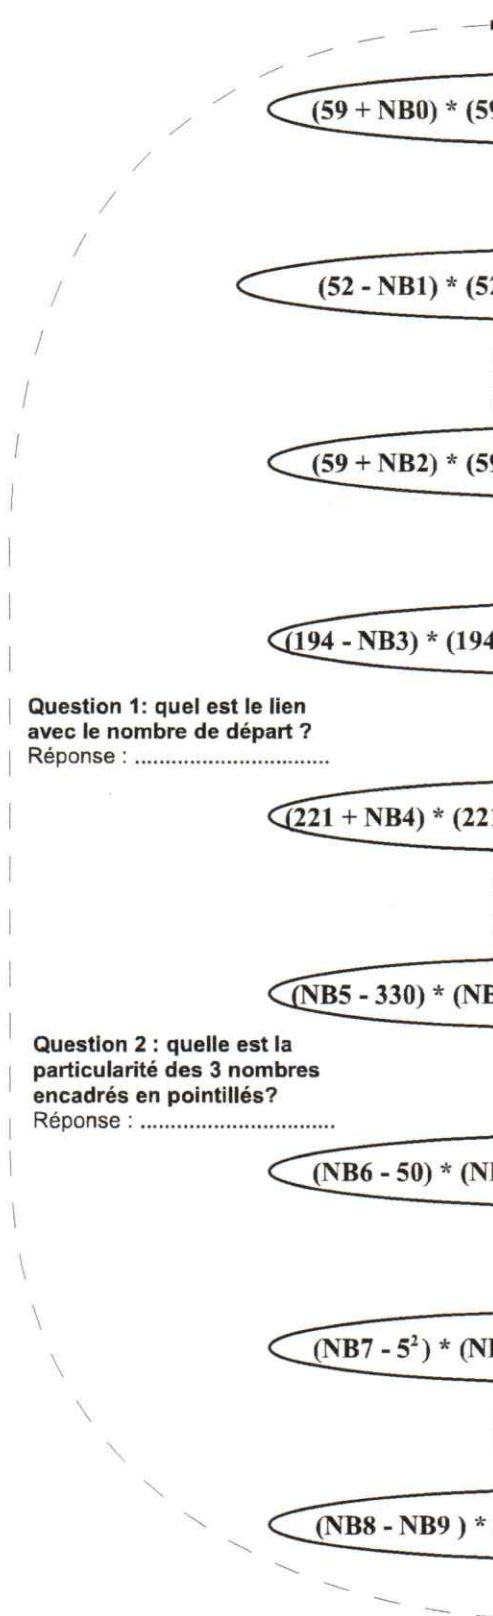 (59 + NB0) * (59
(52 - NB1) * (52
(59 + NB2) * (59
(194 - NB3) * (194
Question 1: quel est le lien
avec le nombre de départ ?
Réponse : .................................
(221 + NB4) * (221
(NB5 - 330) * (NB
Question 2 : quelle est la
particularité des 3 nombres
encadrés en pointillés?
Réponse : .................................
(NB6 - 50) * (NB
(NB7 - 5²) * (NB
(NB8 - NB9 ) *